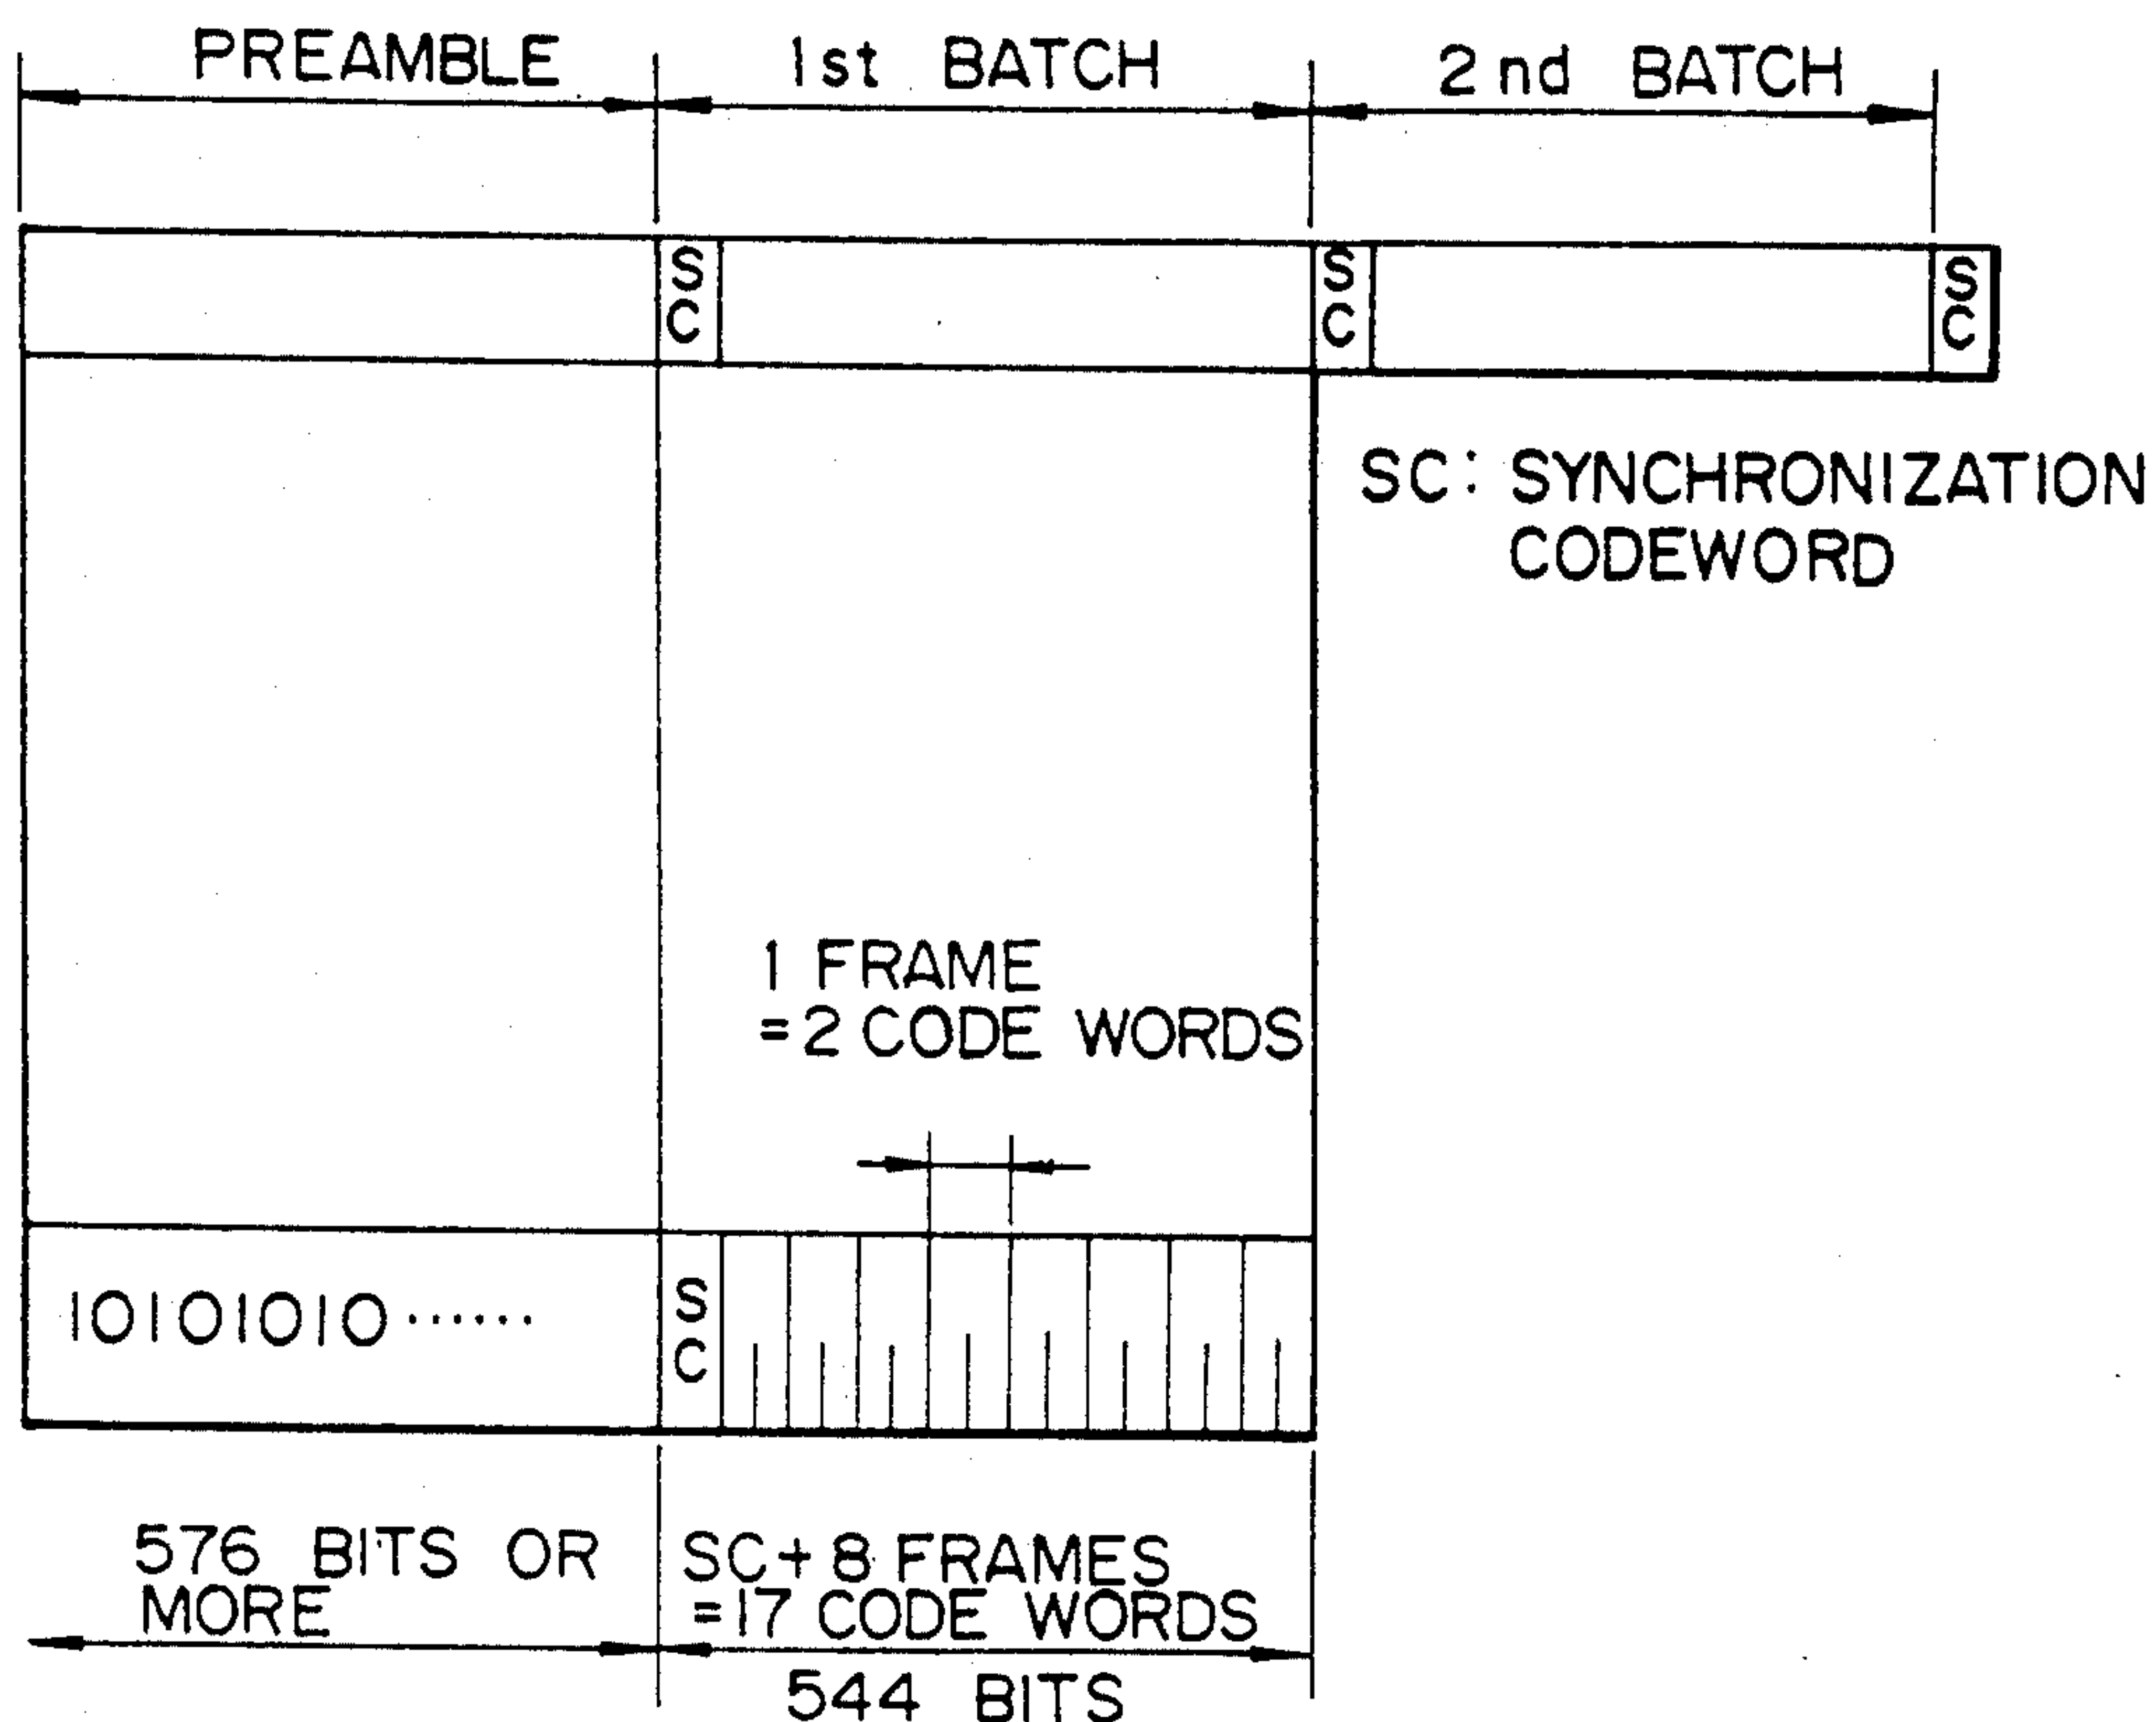 PREAMBLE 1st BATCH 2nd BATCH
S
C
S
C
S
C
SC: SYNCHRONIZATION
CODEWORD
1 FRAME
=2 CODE WORDS
10101010······
S
C
576 BITS OR
MORE
SC+8 FRAMES
=17 CODE WORDS
544 BITS